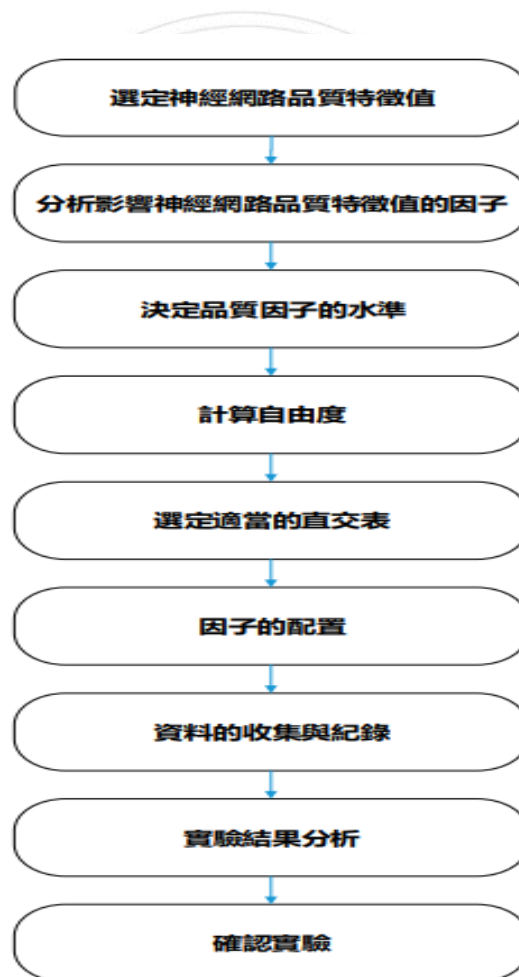 選定神經網路品質特徵值
分析影響神經網路品質特徵值的因子
決定品質因子的水準
計算自由度
選定適當的直交表
因子的配置
資料的收集與紀錄
實驗結果分析
確認實驗